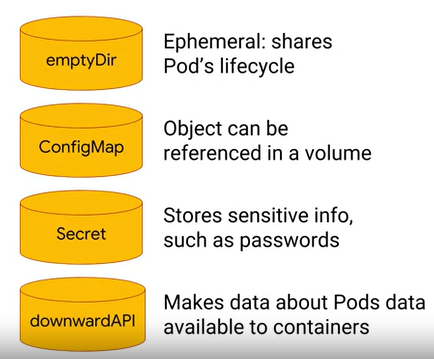 emptyDir
Ephemeral: shares
Pod's lifecycle
ConfigMap
Object can be
referenced in a volume
Secret
Stores sensitive info,
such as passwords
downwardAPI
Makes data about Pods data
available to containers